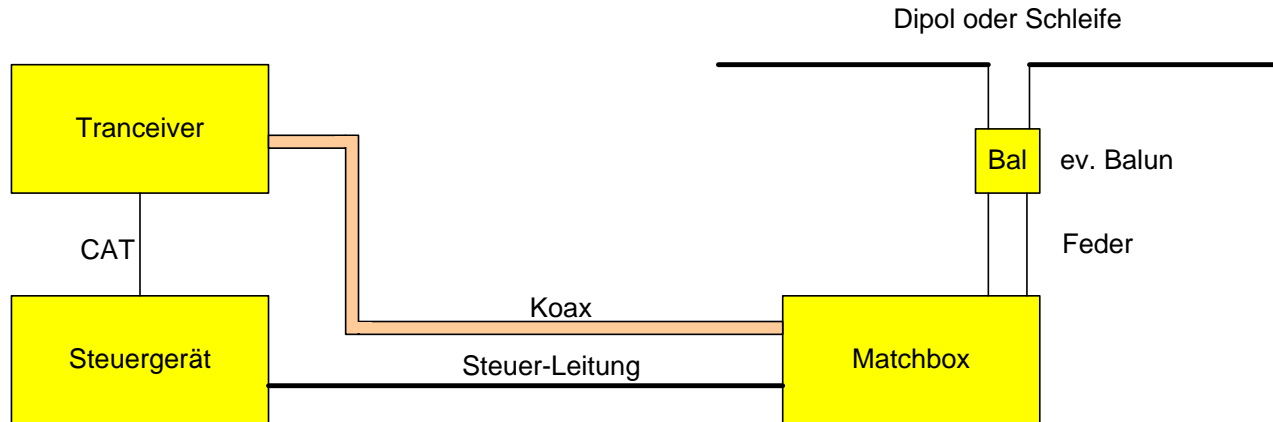 Dipol oder Schleife
Tranceiver
Bal
ev. Balun
CAT
Feder
Koax
Steuergerät
Steuer-Leitung
Matchbox